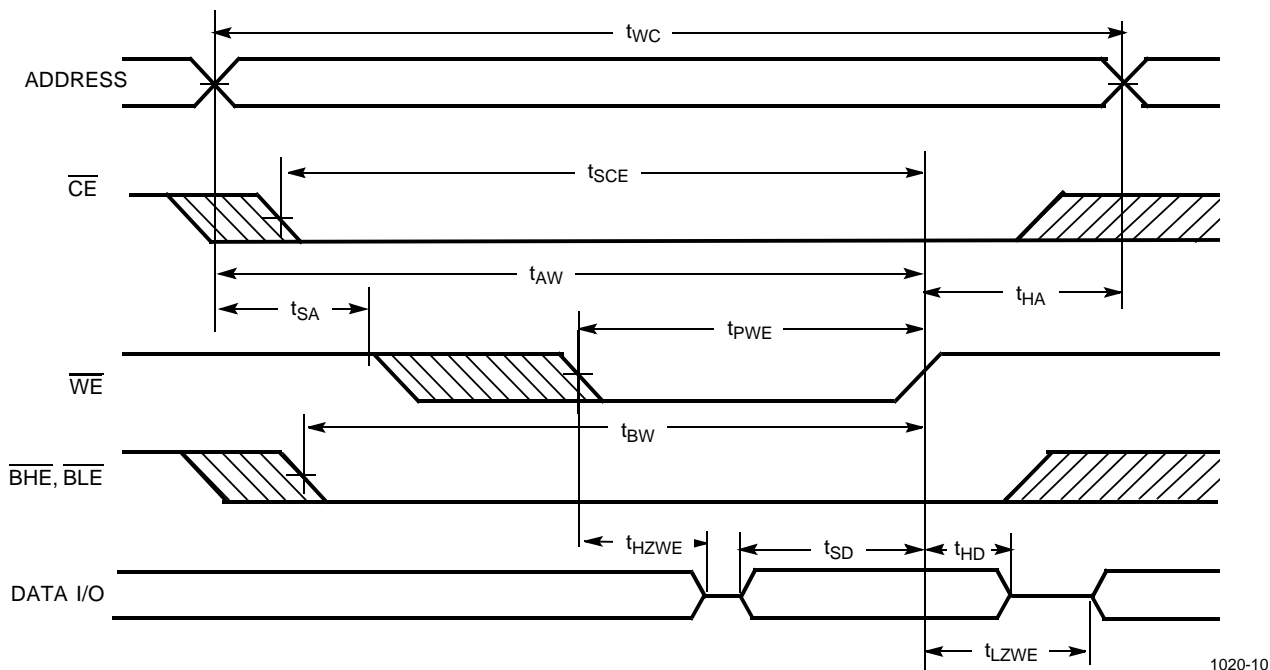 tWC
ADDRESS
tSCE
CE
tAW
tSA
tHA
tPWE
WE
tBW
BHE, BLE
tHZWE
tSD
tHD
DATA I/O
tLZWE
1020-10